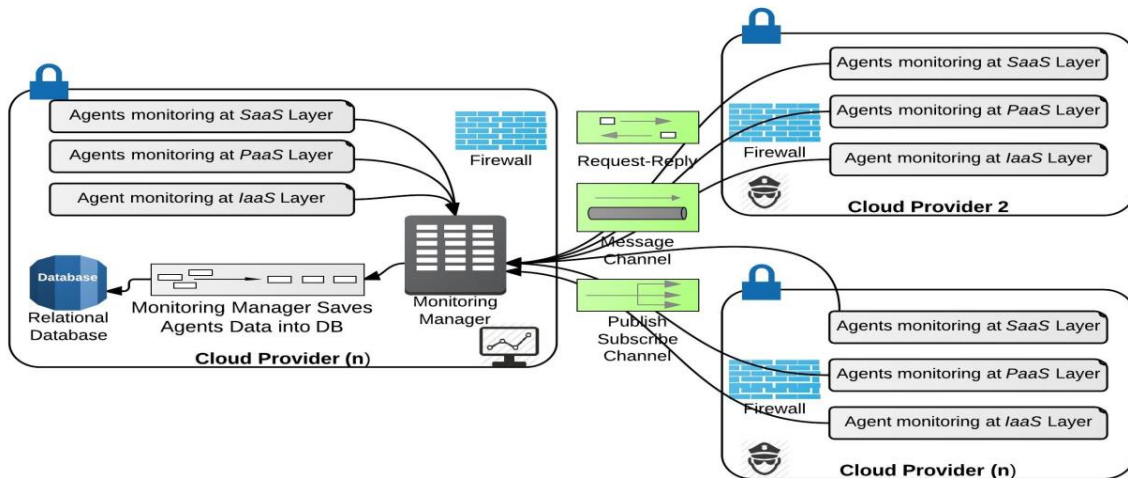 Agents monitoring at SaaS Layer
Agents monitoring at PaaS Layer
Agent monitoring at IaaS Layer
Firewall
Database
Relational
Database
Monitoring Manager Saves
Agents Data into DB
Monitoring
Manager
Cloud Provider (n)
Request-Reply
Message
Channel
Publish
Subscribe
Channel
Agents monitoring at SaaS Layer
Agents monitoring at PaaS Layer
Agent monitoring at IaaS Layer
Firewall
Cloud Provider 2
Agents monitoring at SaaS Layer
Agents monitoring at PaaS Layer
Agent monitoring at IaaS Layer
Firewall
Cloud Provider (n)